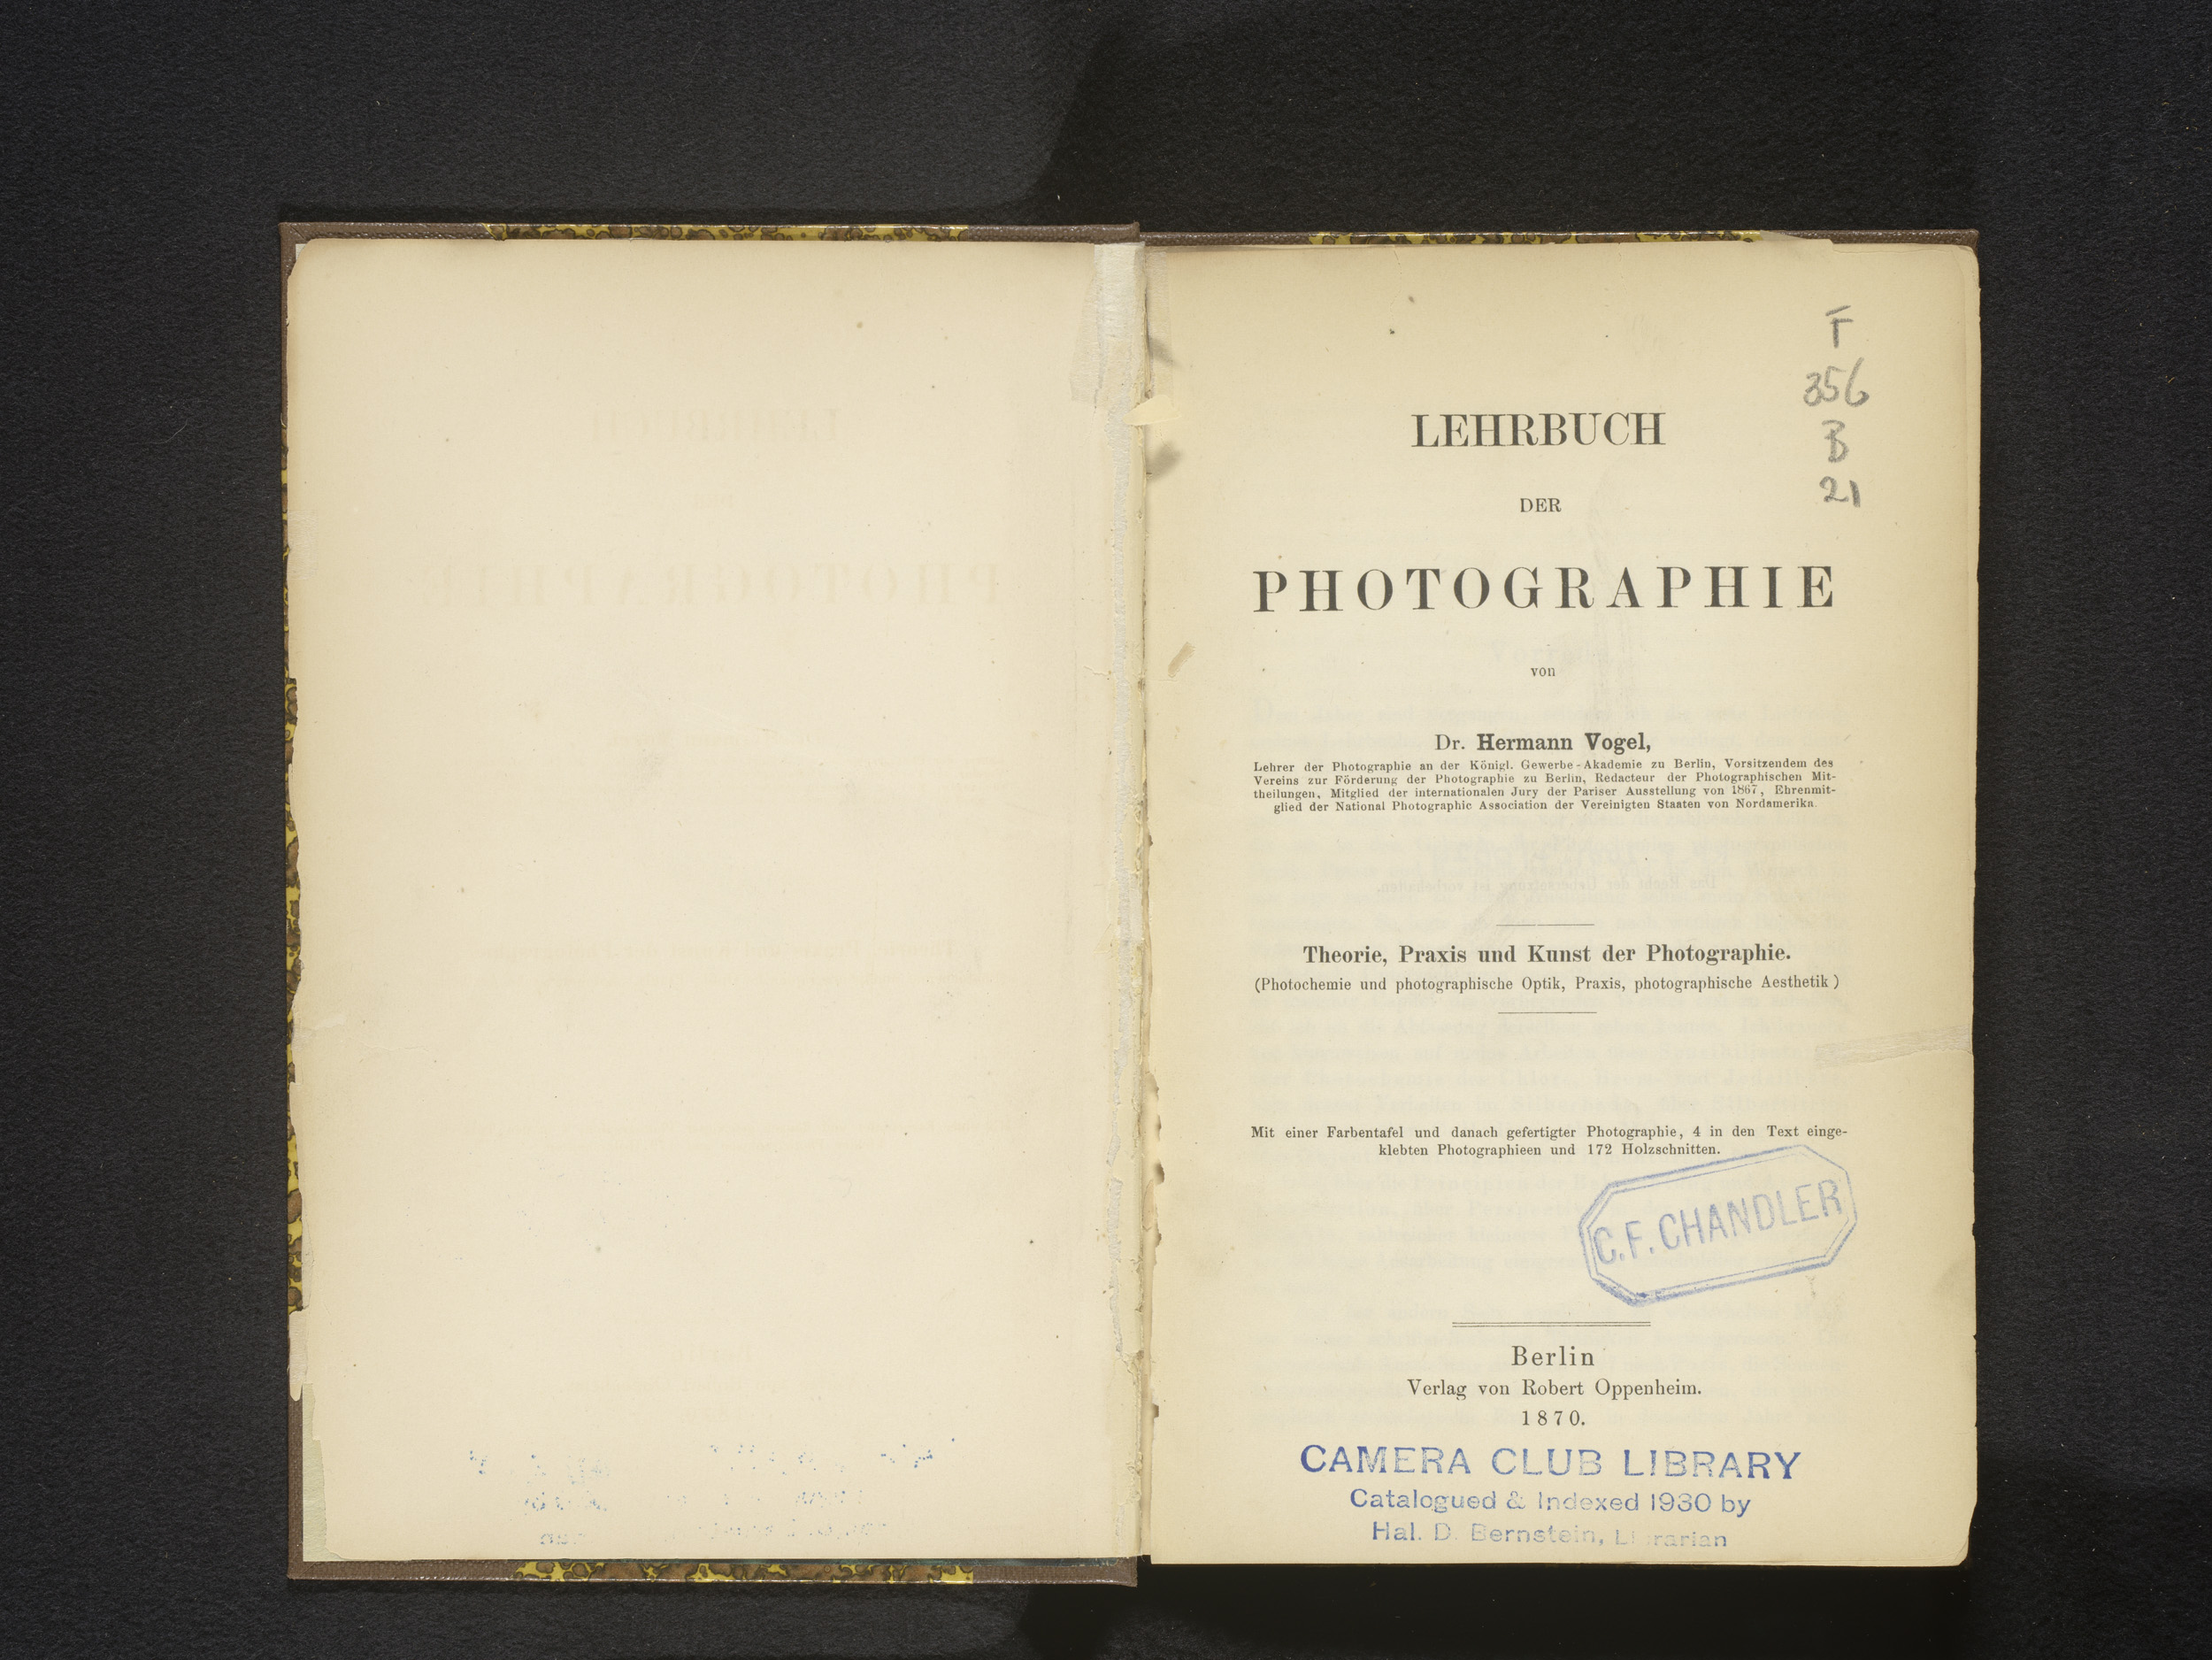 LEHRBUCH
DER
PHOTOGRAPHIE
von
Dr. Hermann Vogel,
Lehrer der Photographie an der Königl. Gewerbe-Akademie zu Berlin, Vorsitzendem des
Vereins zur Förderung der Photographie zu Berlin, Redacteur der Photographischen Mit-
theilungen, Mitglied der internationalen Jury der Pariser Ausstellung von 1867, Ehrenmit-
glied der National Photographic Association der Vereinigten Staaten von Nordamerika.
Theorie, Praxis und Kunst der Photographie.
(Photochemie und photographische Optik, Praxis, photographische Aesthetik)
Mit einer Farbentafel und danach gefertigter Photographie, 4 in den Text einge-
klebten Photographieen und 172 Holzschnitten.
C.F. CHANDLER
Berlin
Verlag von Robert Oppenheim.
1870.
CAMERA CLUB LIBRARY
Catalogued & Indexed 1930 by
Hal. D. Bernstein, Li rarian
T
356
B
21